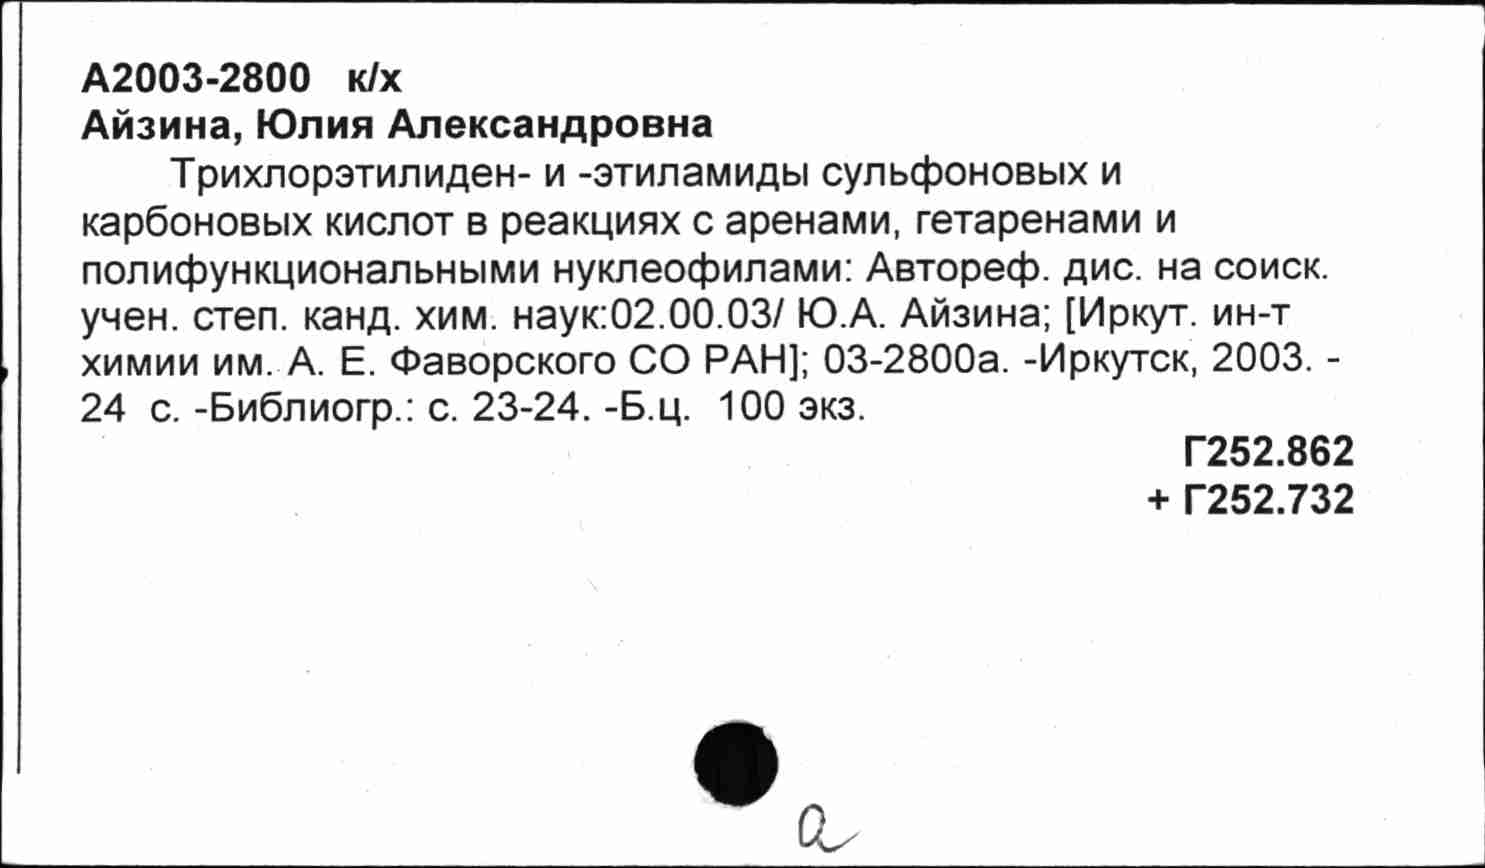 А2003-2800 к/х
Айзина, Юлия Александровна
Трихлорэтилиден- и -этиламиды сульфоновых и
карбоновых кислот в реакциях с аренами, гетаренами и
полифункциональными нуклеофилами: Автореф. дис. на соиск.
учен. степ. канд. хим. наук:02.00.03/ Ю.А. Айзина; [Иркут. ин-т
химии им. А. Е. Фаворского СО РАН]; 03-2800а. -Иркутск, 2003. -
24 с. -Библиогр.: с. 23-24. -Б.ц. 100 экз.
Г252.862
+ Г252.732
а